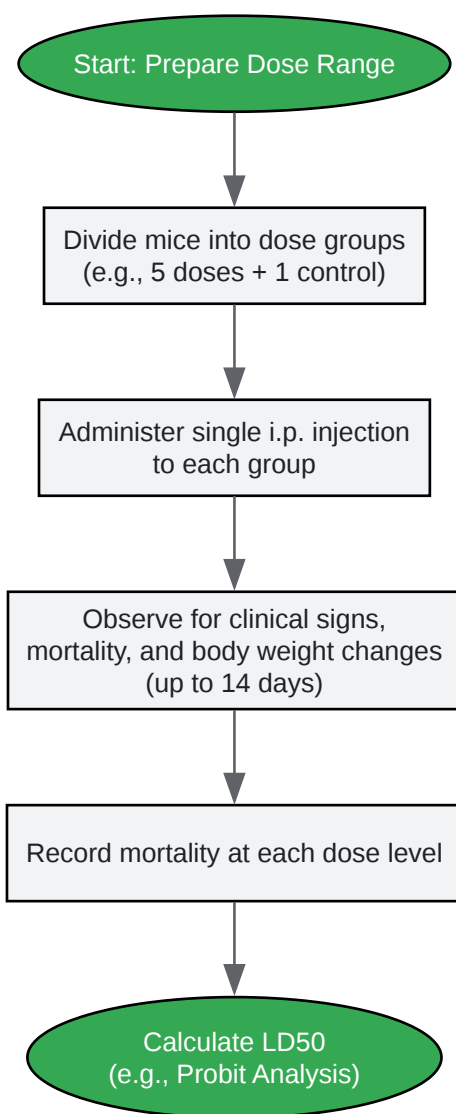 Start: Prepare Dose Range
Divide mice into dose groups
(e.g., 5 doses + 1 control)
Administer single i.p. injection
to each group
Observe for clinical signs,
mortality, and body weight changes
(up to 14 days)
Record mortality at each dose level
Calculate LD50
(e.g., Probit Analysis)